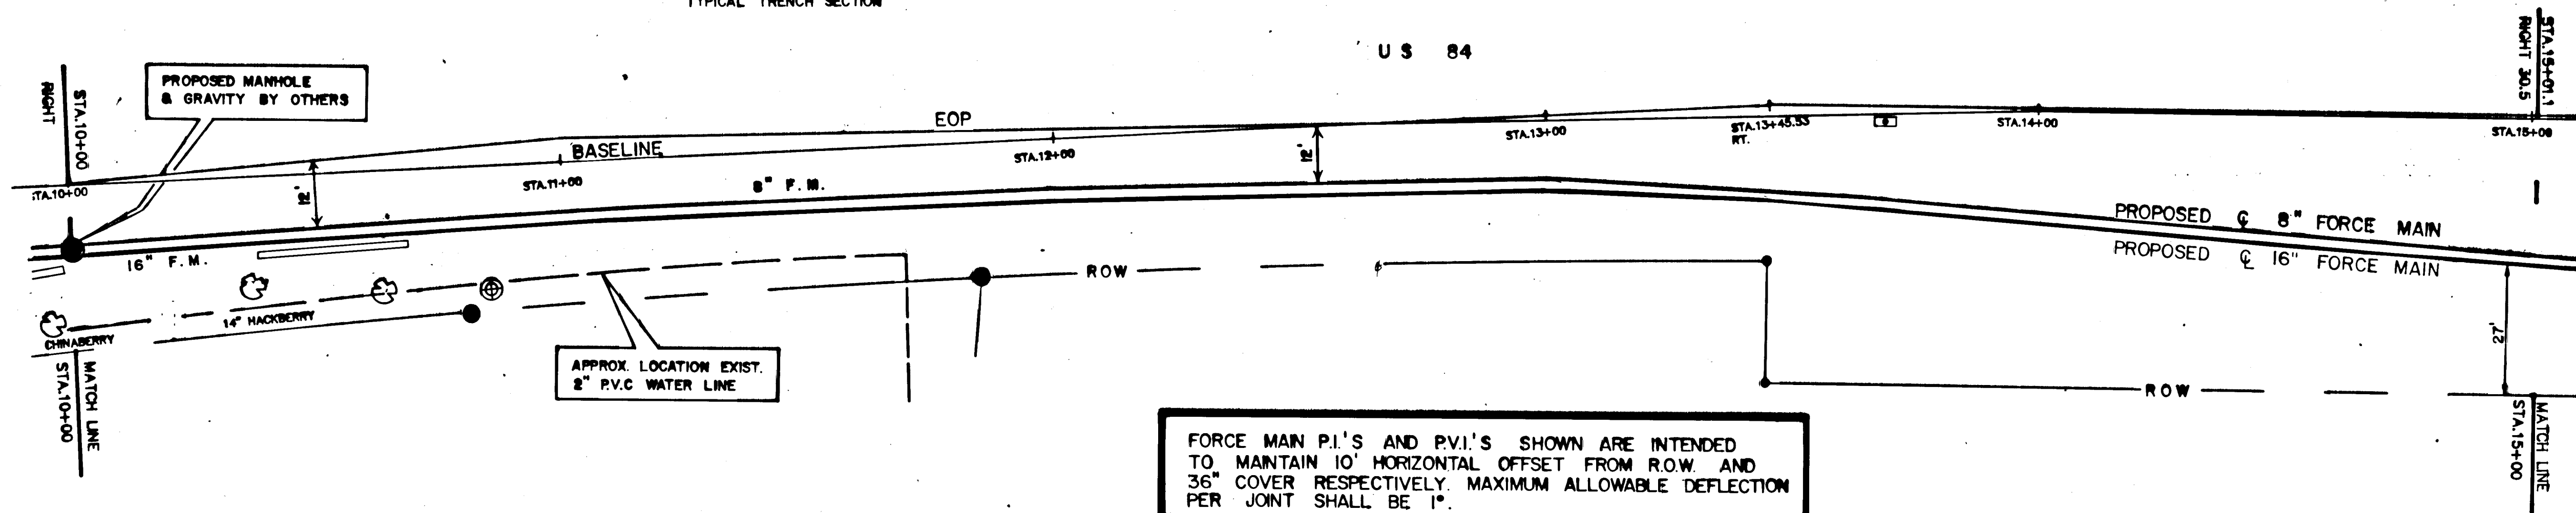 TYPICAL TRENCH SECTION
US 84
STA.15+01.1
RIGHT 30.5
STA.10+00
RIGHT
PROPOSED MANHOLE
& GRAVITY BY OTHERS
EOP
BASELINE
STA.10+00
STA.11+00
STA.12+00
STA.13+00
STA.13+45.53
RT.
STA.14+00
STA.15+00
12'
12'
8" F.M.
16" F.M.
PROPOSED ℄ 8" FORCE MAIN
PROPOSED ℄ 16" FORCE MAIN
ROW
14" HACKBERRY
CHINABERRY
APPROX. LOCATION EXIST.
2" P.V.C WATER LINE
27'
ROW
MATCH LINE
STA.10+00
MATCH LINE
STA.15+00
FORCE MAIN P.I.'S AND P.V.I.'S SHOWN ARE INTENDED
TO MAINTAIN 10' HORIZONTAL OFFSET FROM R.O.W. AND
36" COVER RESPECTIVELY. MAXIMUM ALLOWABLE DEFLECTION
PER JOINT SHALL BE 1°.